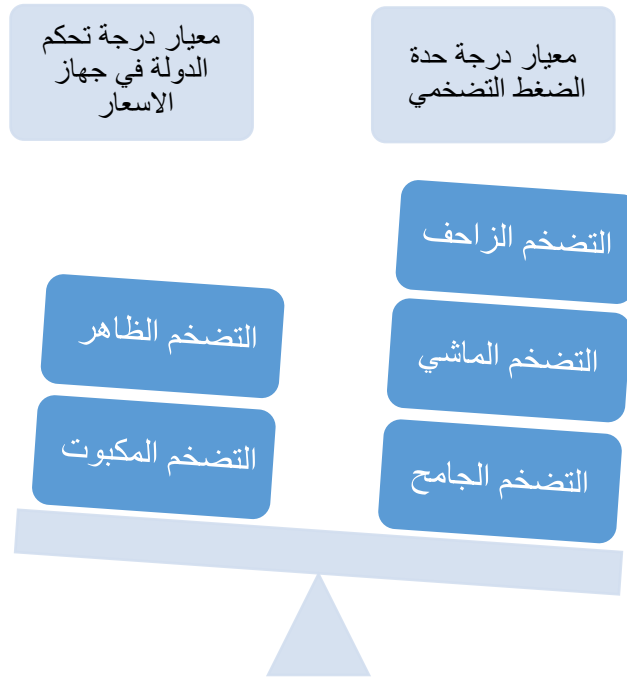 معيار درجة حدة
الضغط التضخمي
معيار درجة تحكم
الدولة في جهاز
الاسعار
التضخم الزاحف
التضخم الماشي
التضخم الجامح
التضخم الظاهر
التضخم المكبوت